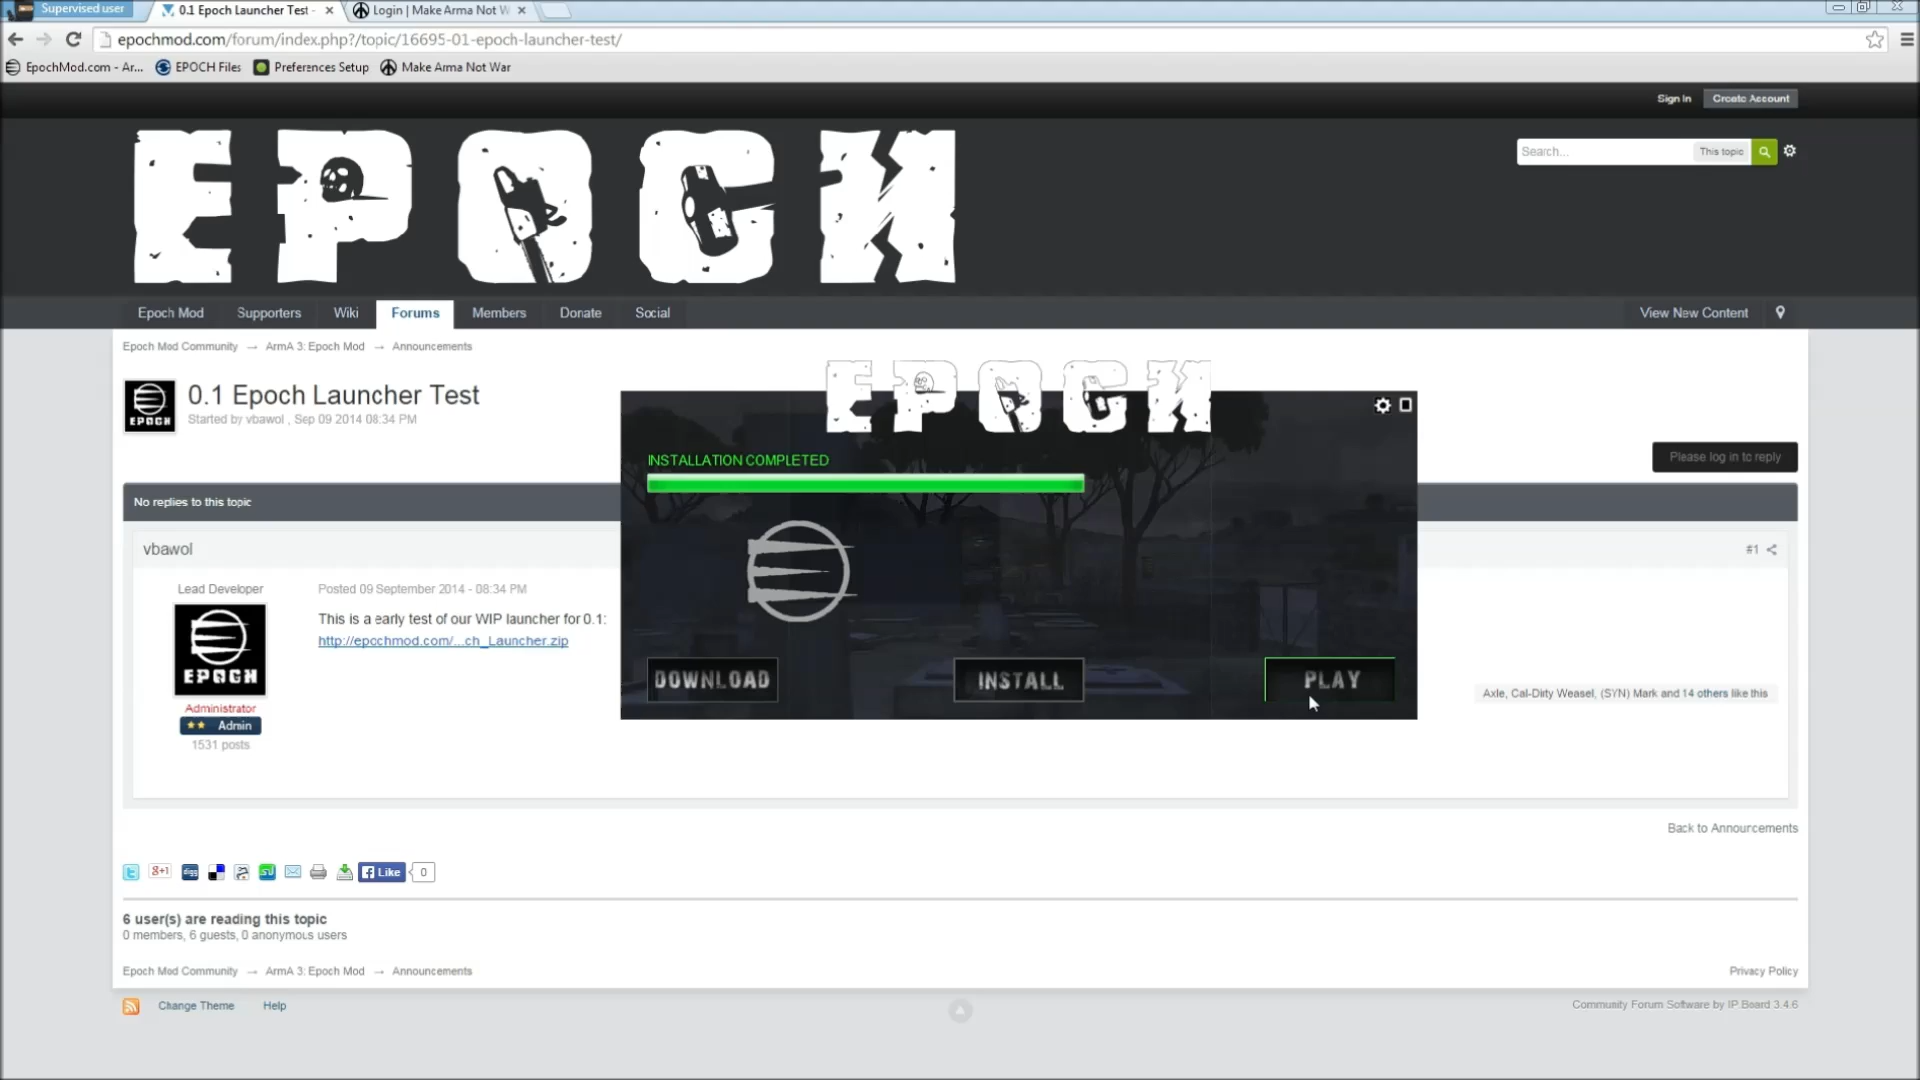 Supervised user
0.1 Epoch Launcher Test -
Login | Make Arma Not W
epochmod.com/forum/index.php?/topic/16695-01-epoch-launcher-test/
EpochMod.com - Ar...
EPOCH Files
Preferences Setup
Make Arma Not War
Sign In
Create Account
EPOCH
Search...
This topic
Epoch Mod
Supporters
Wiki
Forums
Members
Donate
Social
View New Content
Epoch Mod Community → ArmA 3: Epoch Mod → Announcements
EPOCH
0.1 Epoch Launcher Test
Started by vbawol , Sep 09 2014 08:34 PM
EPOCH
INSTALLATION COMPLETED
DOWNLOAD
INSTALL
PLAY
Please log in to reply
No replies to this topic
vbawol
#1
Lead Developer
EPOCH
Administrator
Admin
1531 posts
Posted 09 September 2014 - 08:34 PM
This is a early test of our WIP launcher for 0.1:
http://epochmod.com/...ch_Launcher.zip
Axle, Cal-Dirty Weasel, (SYN) Mark and 14 others like this
Back to Announcements
g+1
digg
Like
0
6 user(s) are reading this topic
0 members, 6 guests, 0 anonymous users
Epoch Mod Community → ArmA 3: Epoch Mod → Announcements
Privacy Policy
Change Theme
Help
Community Forum Software by IP.Board 3.4.6